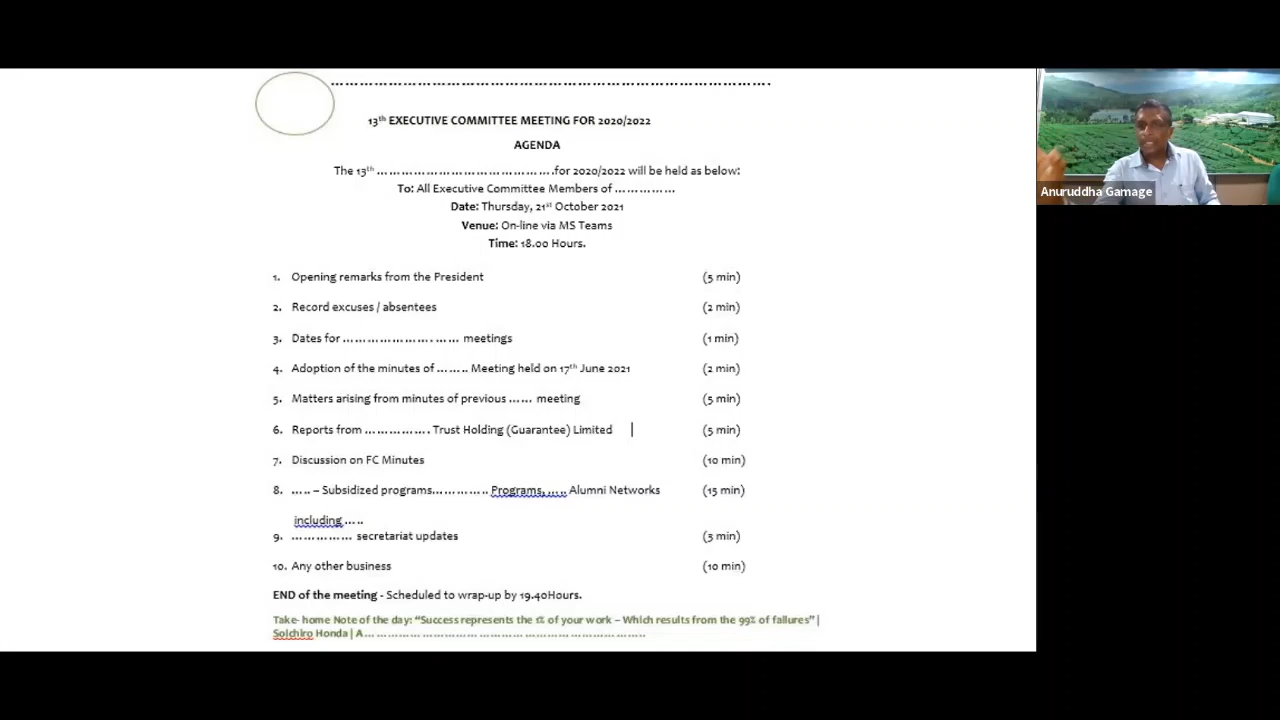 ……………………………………………………………………………………….
13th EXECUTIVE COMMITTEE MEETING FOR 2020/2022
AGENDA
The 13th ……………………………………..for 2020/2022 will be held as below:
To: All Executive Committee Members of ……………
Date: Thursday, 21st October 2021
Venue: On-line via MS Teams
Time: 18.00 Hours.
Anuruddha Gamage
1. Opening remarks from the President (5 min)
2. Record excuses / absentees (2 min)
3. Dates for …………………. …… meetings (1 min)
4. Adoption of the minutes of …….. Meeting held on 17th June 2021 (2 min)
5. Matters arising from minutes of previous …… meeting (5 min)
6. Reports from ……………. Trust Holding (Guarantee) Limited (5 min)
7. Discussion on FC Minutes (10 min)
8. ….. – Subsidized programs………….. Programs, ….. Alumni Networks (15 min)
including …..
9. …………… secretariat updates (3 min)
10. Any other business (10 min)
END of the meeting - Scheduled to wrap-up by 19.40Hours.
Take- home Note of the day: “Success represents the 1% of your work – Which results from the 99% of failures” |
Soichiro Honda | A………………………………………………………………..